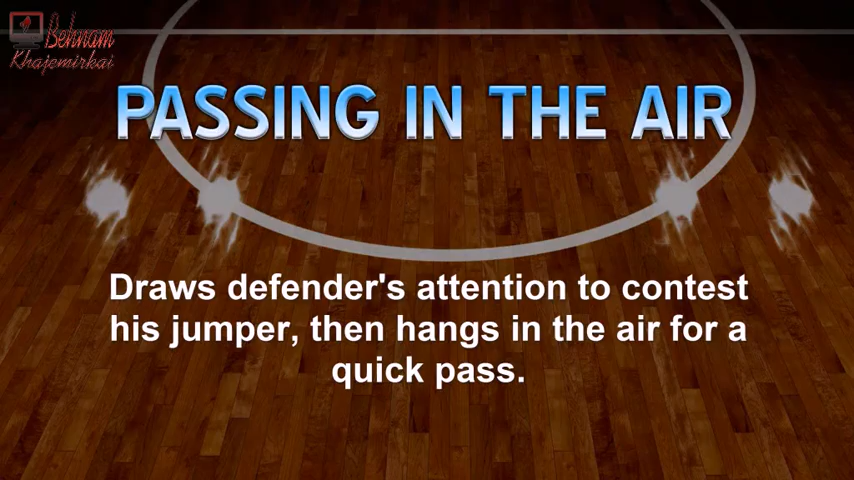 Behnam
Khajemirkai
PASSING IN THE AIR
Draws defender's attention to contest
his jumper, then hangs in the air for a
quick pass.